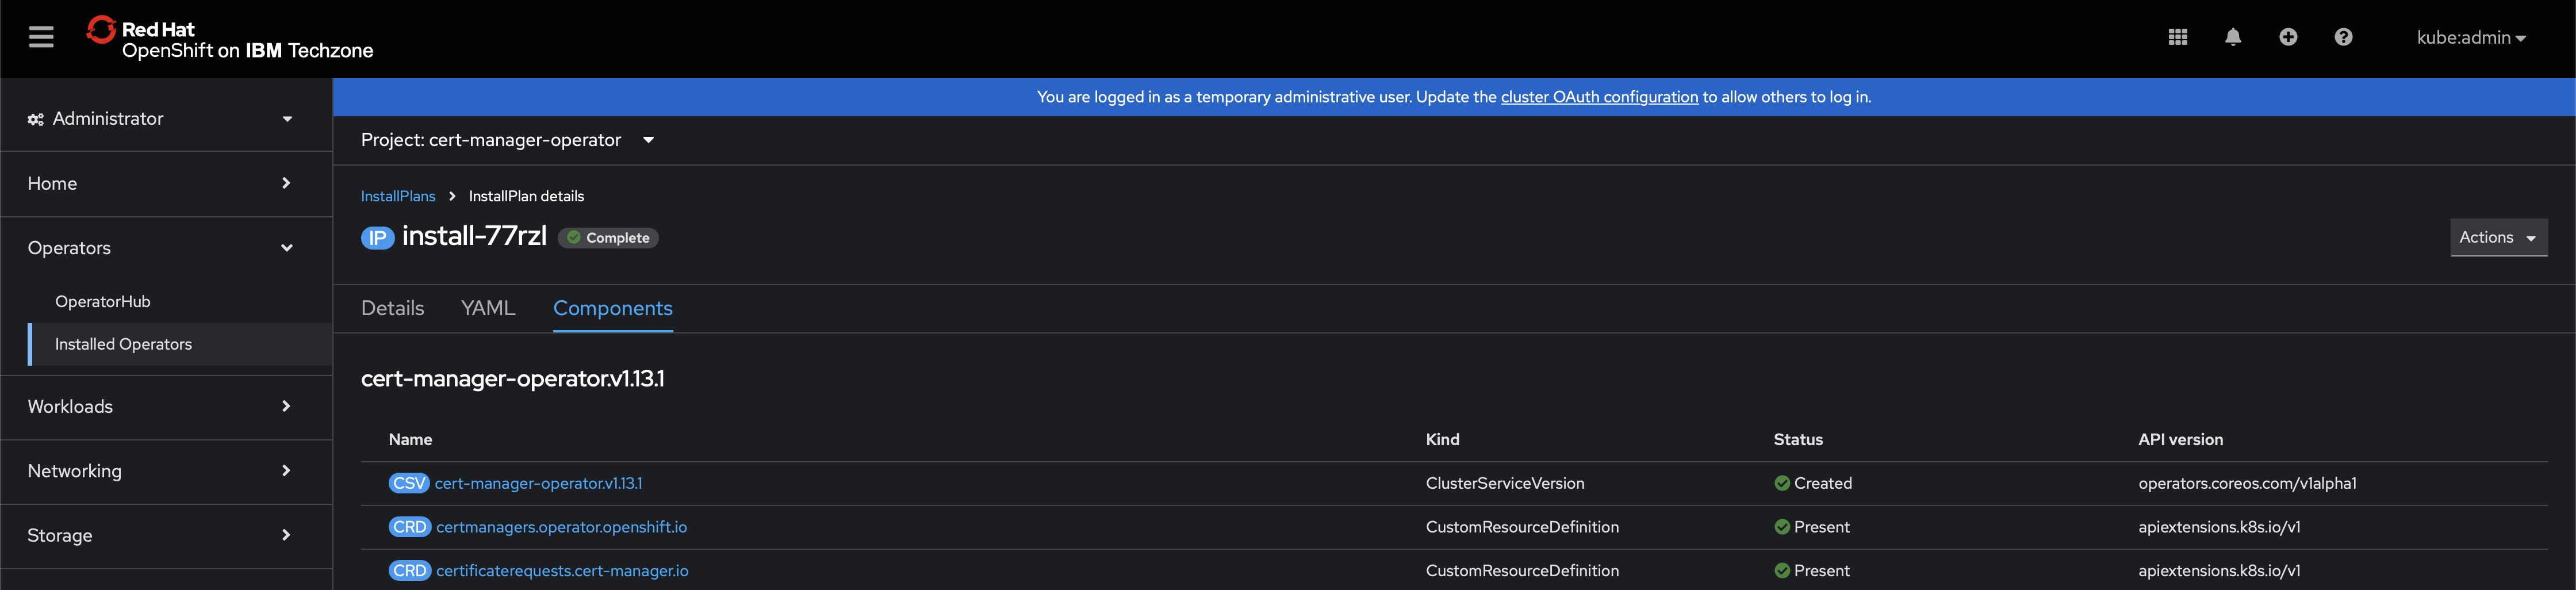 Red Hat
OpenShift on IBM Techzone
kube:admin
Administrator
Home
Operators
OperatorHub
Installed Operators
Workloads
Networking
Storage
You are logged in as a temporary administrative user. Update the cluster OAuth configuration to allow others to log in.
Project: cert-manager-operator
InstallPlans > InstallPlan details
IP install-77rzl Complete
Actions
Details YAML Components
cert-manager-operator.v1.13.1
Name Kind Status API version
CSV cert-manager-operator.v1.13.1 ClusterServiceVersion Created operators.coreos.com/v1alpha1
CRD certmanagers.operator.openshift.io CustomResourceDefinition Present apiextensions.k8s.io/v1
CRD certificaterequests.cert-manager.io CustomResourceDefinition Present apiextensions.k8s.io/v1